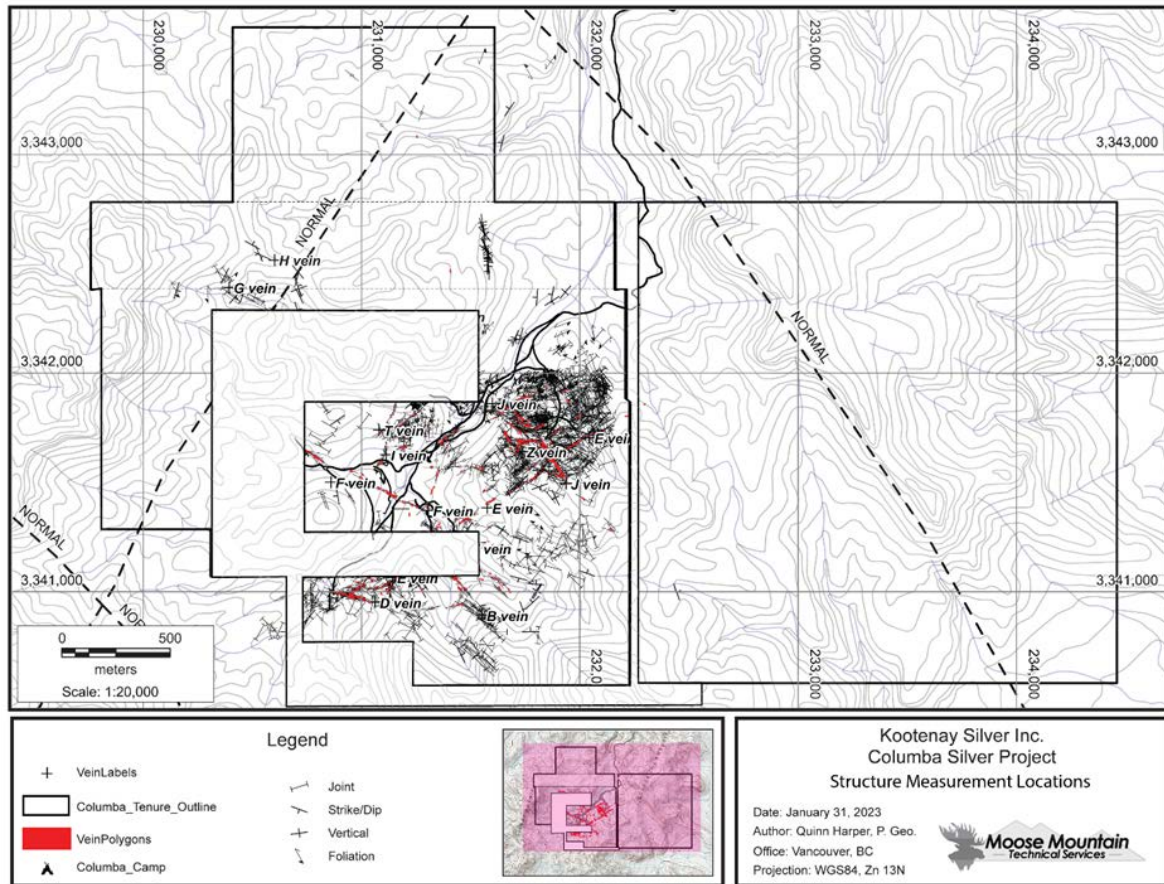 230,000
231,000
232,000
233,000
234,000
3,343,000
3,343,000
NORMAL
H vein
G vein
NORMAL
3,342,000
3,342,000
J vein
T vein
E vein
I vein
Z vein
F vein
J vein
E vein
F vein
vein
NORMAL
3,341,000
3,341,000
E vein
D vein
B vein
NOR
0 500
meters
Scale: 1:20,000
232,0
233,000
234,000
Legend
VeinLabels
Columba_Tenure_Outline
VeinPolygons
Columba_Camp
Joint
Strike/Dip
Vertical
Foliation
Kootenay Silver Inc.
Columba Silver Project
Structure Measurement Locations
Date: January 31, 2023
Author: Quinn Harper, P. Geo.
Office: Vancouver, BC
Projection: WGS84, Zn 13N
Moose Mountain
Technical Services